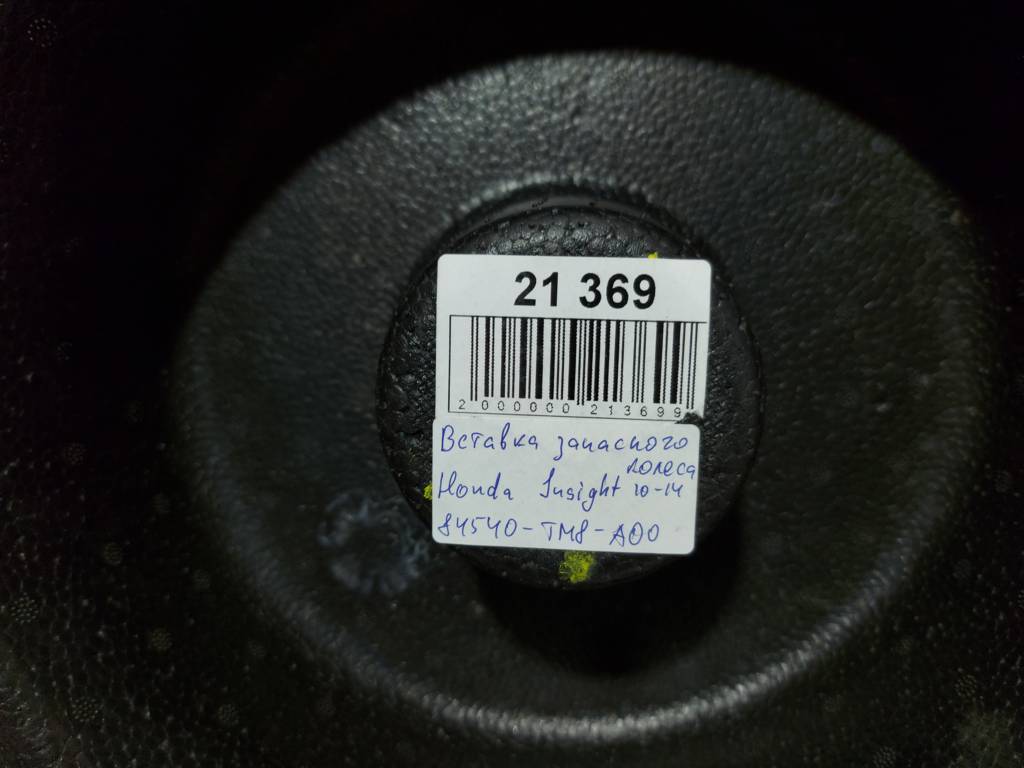 21 369
2 000000 213699
Вставка запасного
колеса
Honda Insight 10-14
84540-TM8-A00